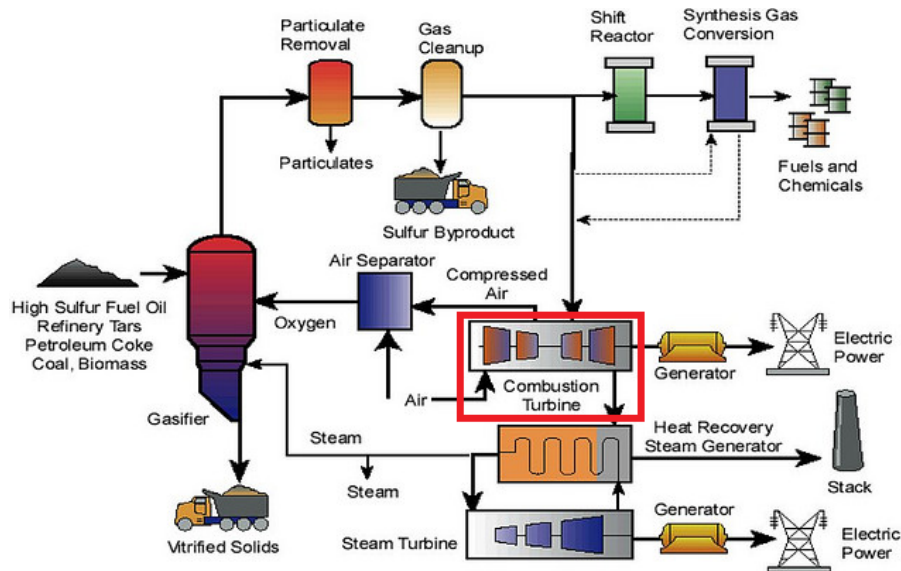 Particulate
Removal
Gas
Cleanup
Shift
Reactor
Synthesis Gas
Conversion
Particulates
Sulfur Byproduct
Fuels and
Chemicals
High Sulfur Fuel Oil
Refinery Tars
Petroleum Coke
Coal, Biomass
Gasifier
Oxygen
Air Separator
Compressed
Air
Air
Combustion
Turbine
Generator
Electric
Power
Steam
Steam
Heat Recovery
Steam Generator
Stack
Vitrified Solids
Steam Turbine
Generator
Electric
Power